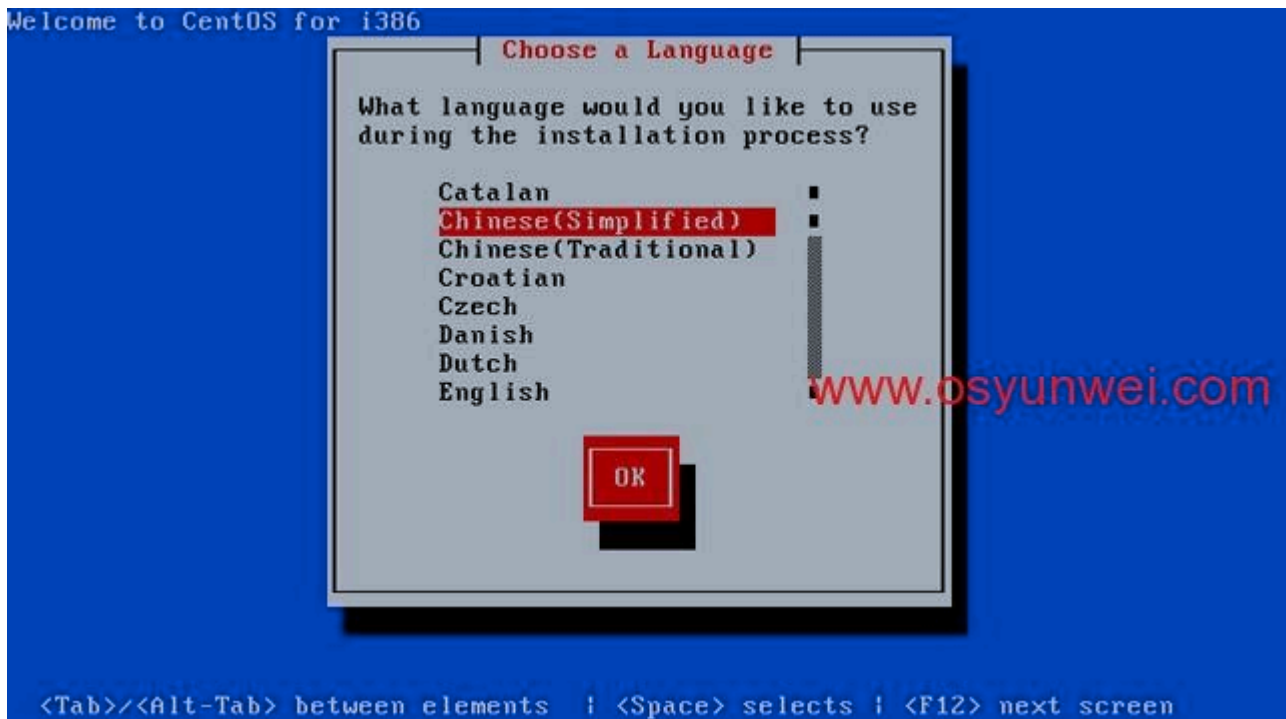 Welcome to CentOS for i386
Choose a Language
What language would you like to use
during the installation process?
Catalan
Chinese(Simplified)
Chinese(Traditional)
Croatian
Czech
Danish
Dutch
English
www.osyunwei.com
OK
<Tab>/<Alt-Tab> between elements | <Space> selects | <F12> next screen